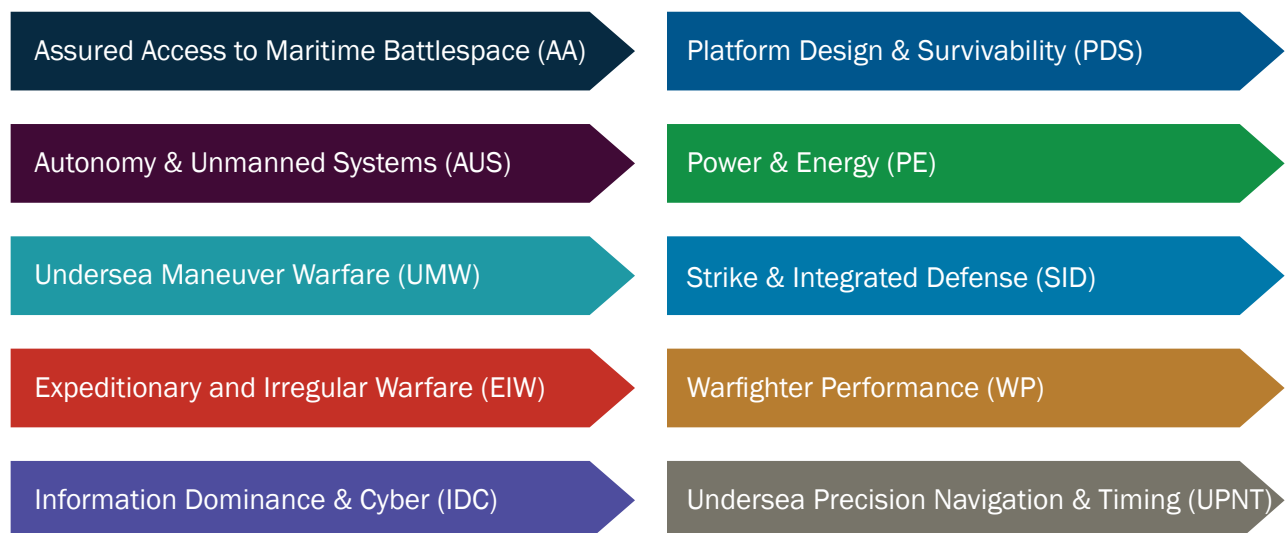 Assured Access to Maritime Battlespace (AA)
Platform Design & Survivability (PDS)
Autonomy & Unmanned Systems (AUS)
Power & Energy (PE)
Undersea Maneuver Warfare (UMW)
Strike & Integrated Defense (SID)
Expeditionary and Irregular Warfare (EIW)
Warfighter Performance (WP)
Information Dominance & Cyber (IDC)
Undersea Precision Navigation & Timing (UPNT)